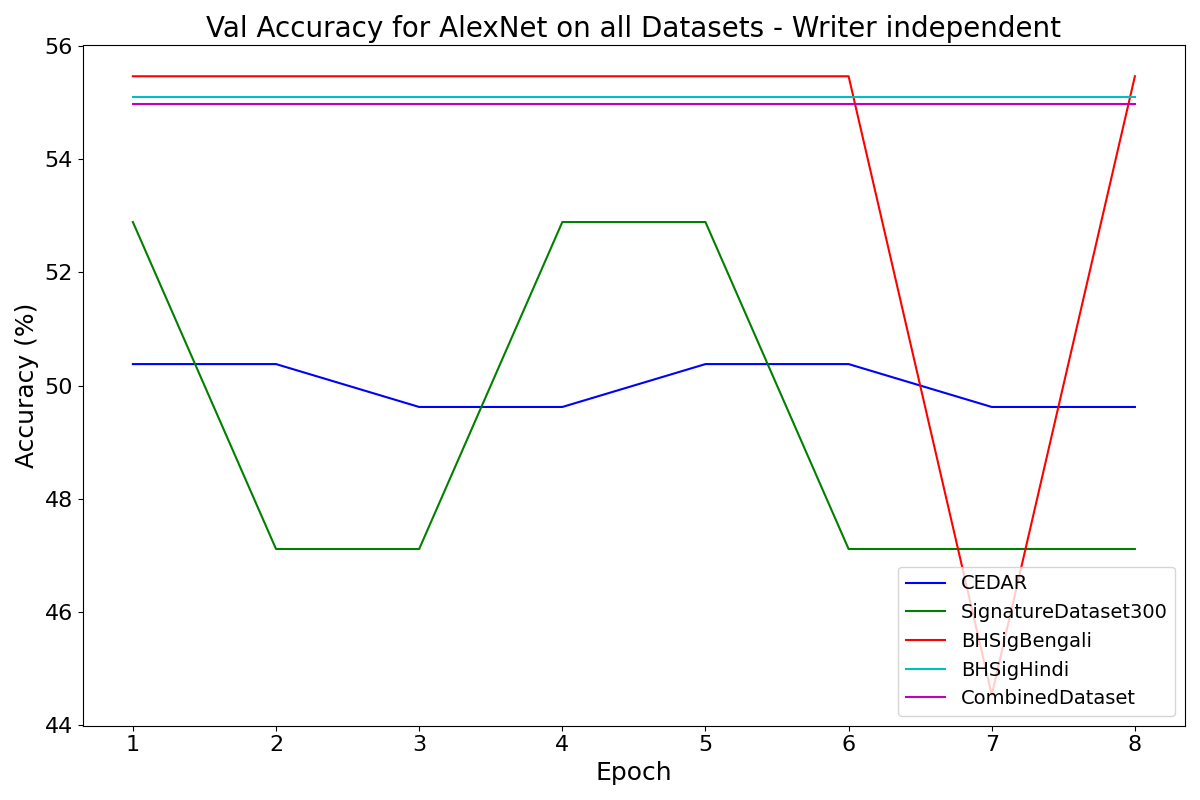 Val Accuracy for AlexNet on all Datasets - Writer independent
56
54
52
50
48
46
44
Accuracy (%)
CEDAR
SignatureDataset300
BHSigBengali
BHSigHindi
CombinedDataset
1 2 3 4 5 6 7 8
Epoch